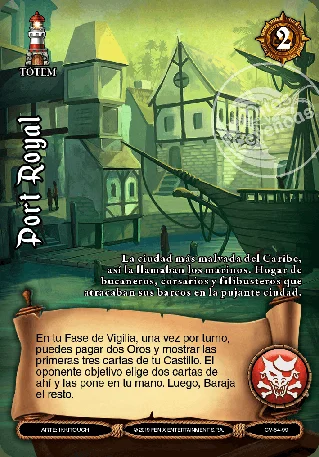 2
TOTEM
Port Royal
La ciudad más malvada del Caribe,
así la llamaban los marinos. Hogar de
bucaneros, corsarios y filibusteros que
atracaban sus barcos en la pujante ciudad.
En tu Fase de Vigilia, una vez por turno,
puedes pagar dos Oros y mostrar las
primeras tres cartas de tu Castillo. El
oponente objetivo elige dos cartas de
ahí y las pone en tu mano. Luego, Baraja
el resto.